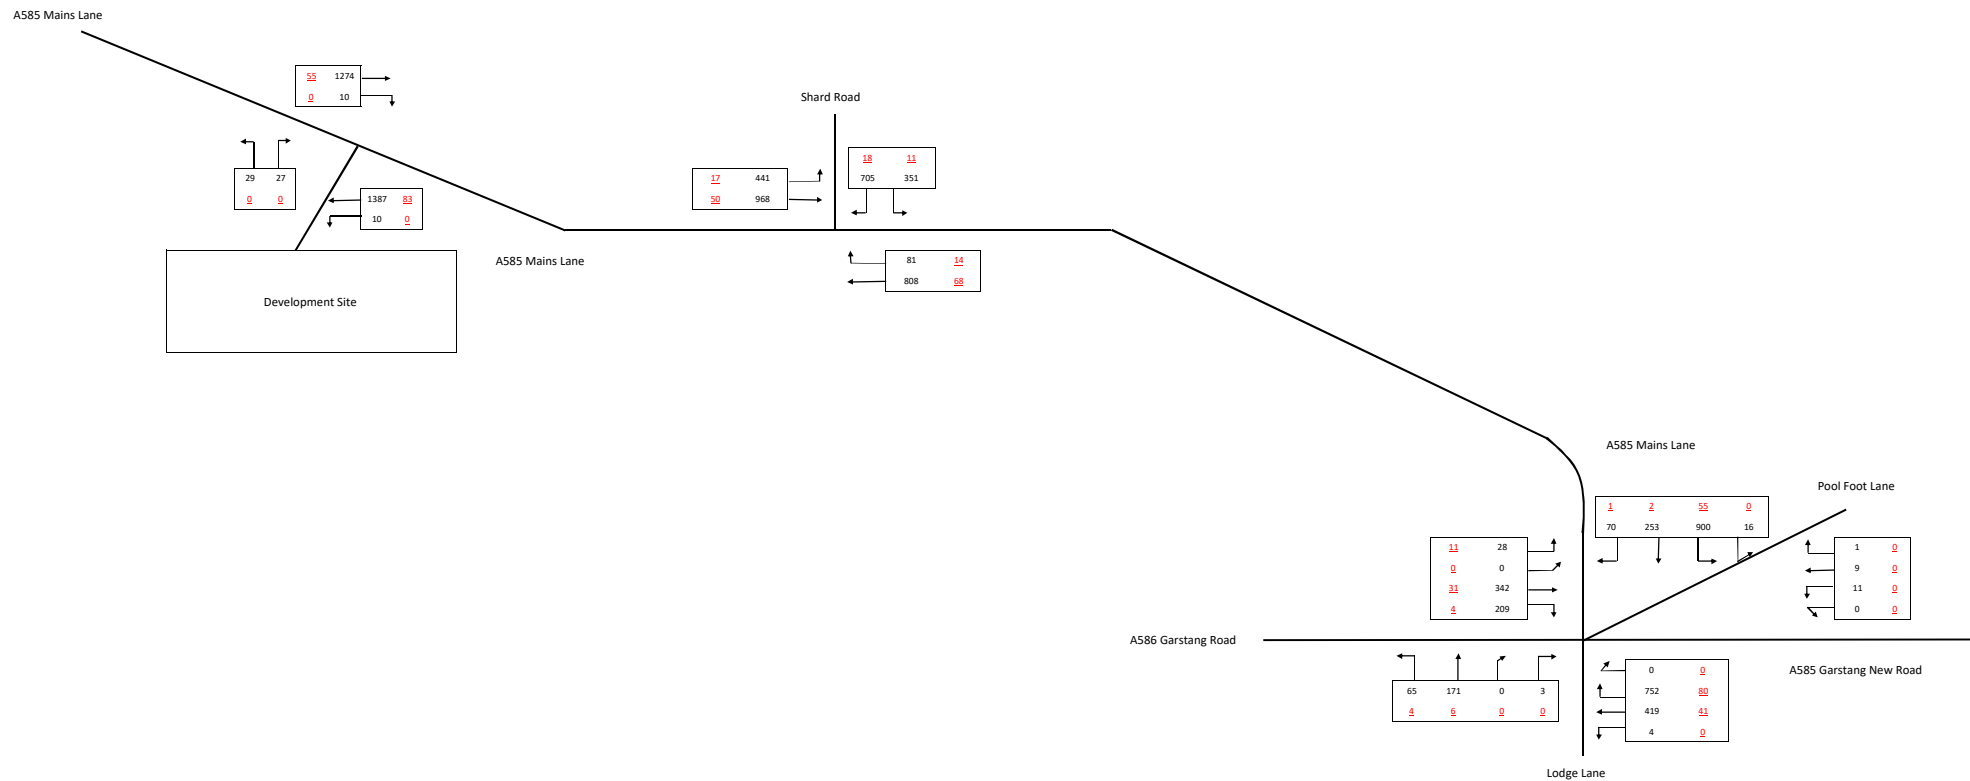 A585 Mains Lane
55 1274
0 10
Shard Road
18 11
705 351
17 441
50 968
29 27
0 0
1387 83
10 0
A585 Mains Lane
81 14
808 68
Development Site
A585 Mains Lane
Pool Foot Lane
1 2 55 0
70 253 900 16
11 28
0 0
31 342
4 209
1 0
9 0
11 0
0 0
A586 Garstang Road
A585 Garstang New Road
65 171 0 3
4 6 0 0
0 0
752 80
419 41
4 0
Lodge Lane